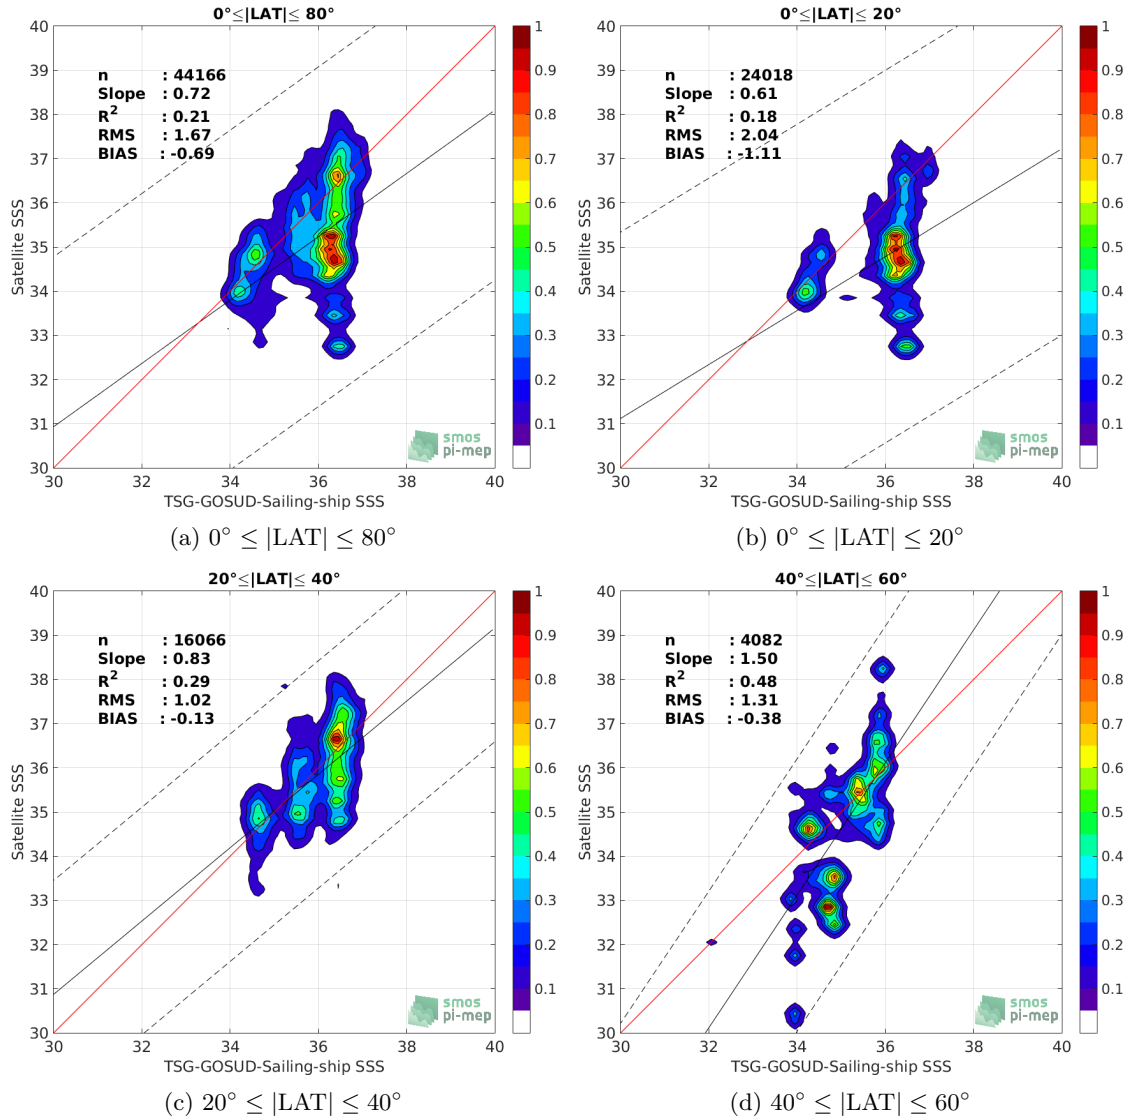 0°≤|LAT|≤ 80°
n : 44166
Slope : 0.72
R² : 0.21
RMS : 1.67
BIAS : -0.69
Satellite SSS
40
39
38
37
36
35
34
33
32
31
30
30 32 34 36 38 40
TSG-GOSUD-Sailing-ship SSS
1
0.9
0.8
0.7
0.6
0.5
0.4
0.3
0.2
0.1
smos
pi-mep
(a) 0° ≤ |LAT| ≤ 80°
0°≤|LAT|≤ 20°
n : 24018
Slope : 0.61
R² : 0.18
RMS : 2.04
BIAS : -1.11
Satellite SSS
40
39
38
37
36
35
34
33
32
31
30
30 32 34 36 38 40
TSG-GOSUD-Sailing-ship SSS
1
0.9
0.8
0.7
0.6
0.5
0.4
0.3
0.2
0.1
smos
pi-mep
(b) 0° ≤ |LAT| ≤ 20°
20°≤|LAT|≤ 40°
n : 16066
Slope : 0.83
R² : 0.29
RMS : 1.02
BIAS : -0.13
Satellite SSS
40
39
38
37
36
35
34
33
32
31
30
30 32 34 36 38 40
TSG-GOSUD-Sailing-ship SSS
1
0.9
0.8
0.7
0.6
0.5
0.4
0.3
0.2
0.1
smos
pi-mep
(c) 20° ≤ |LAT| ≤ 40°
40°≤|LAT|≤ 60°
n : 4082
Slope : 1.50
R² : 0.48
RMS : 1.31
BIAS : -0.38
Satellite SSS
40
39
38
37
36
35
34
33
32
31
30
30 32 34 36 38 40
TSG-GOSUD-Sailing-ship SSS
1
0.9
0.8
0.7
0.6
0.5
0.4
0.3
0.2
0.1
smos
pi-mep
(d) 40° ≤ |LAT| ≤ 60°